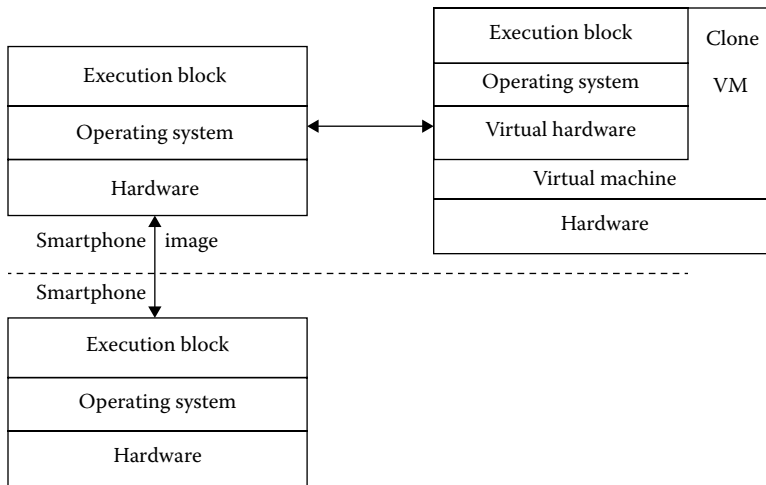 Execution block
Operating system
Hardware
Smartphone image
Smartphone
Execution block
Operating system
Hardware
Execution block
Operating system
Virtual hardware
Clone
VM
Virtual machine
Hardware